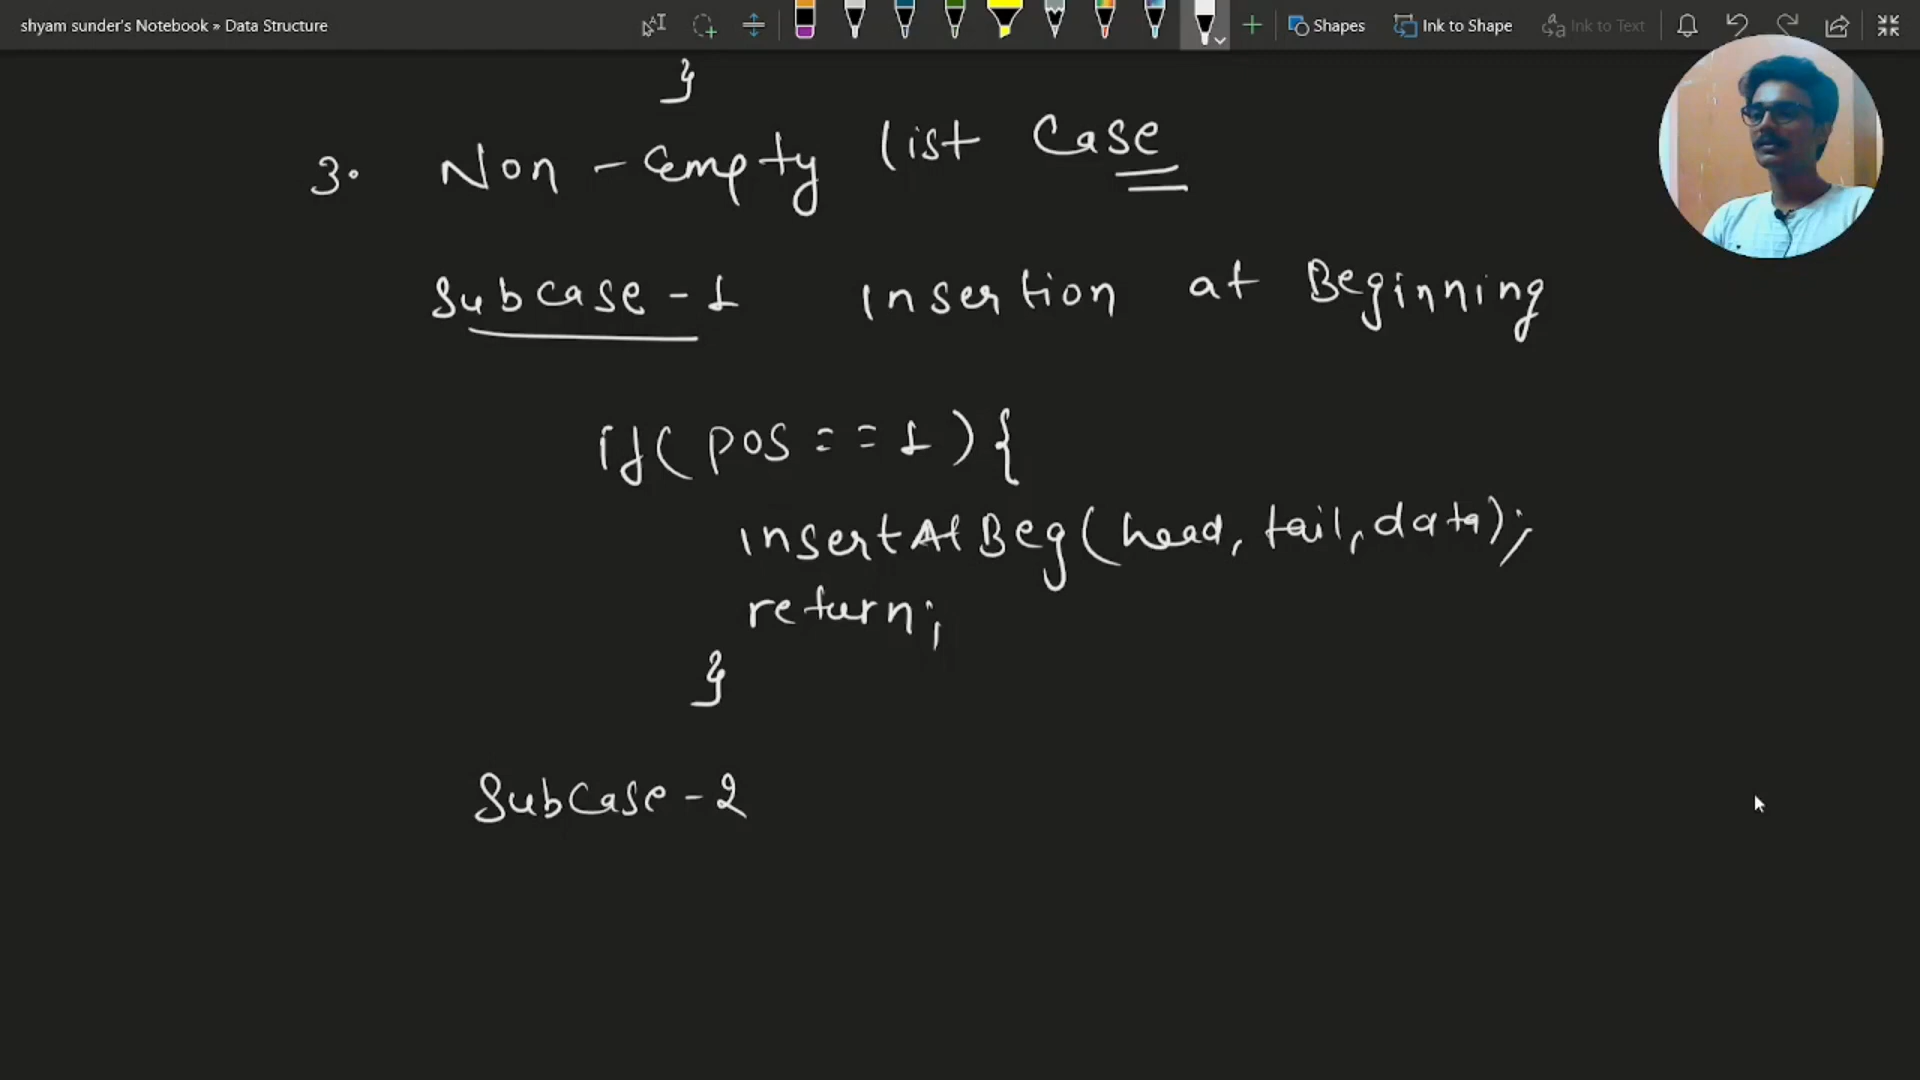 shyam sunder's Notebook » Data Structure
Shapes Ink to Shape Ink to Text
}
3. Non-Empty list Case
Subcase-1 Insertion at Beginning
if(pos==1){
insertAtBeg(head, tail, data);
return;
}
Subcase-2